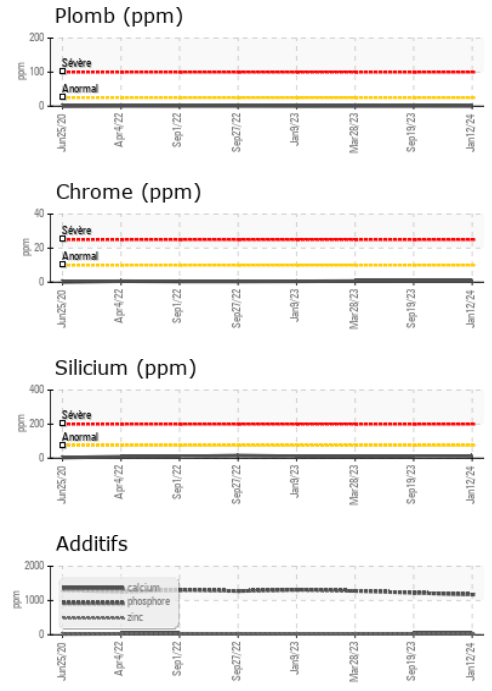 Plomb (ppm)
200
Sévère
100
ppm
Anormal
0
Jun25/20 Apr4/22 Sep1/22 Sep27/22 Jan9/23 Mar28/23 Sep19/23 Jan12/24
Chrome (ppm)
40
Sévère
20
ppm
Anormal
0
Jun25/20 Apr4/22 Sep1/22 Sep27/22 Jan9/23 Mar28/23 Sep19/23 Jan12/24
Silicium (ppm)
400
Sévère
200
ppm
Anormal
0
Jun25/20 Apr4/22 Sep1/22 Sep27/22 Jan9/23 Mar28/23 Sep19/23 Jan12/24
Additifs
2000
calcium
1000
ppm
phosphore
zinc
0
Jun25/20 Apr4/22 Sep1/22 Sep27/22 Jan9/23 Mar28/23 Sep19/23 Jan12/24